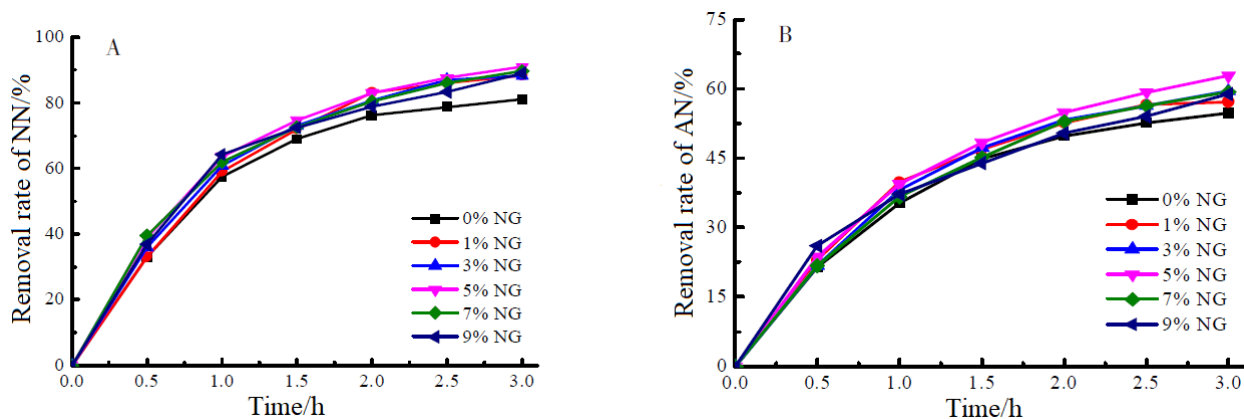 A
Removal rate of NN/%
100
80
60
40
20
0
0.0 0.5 1.0 1.5 2.0 2.5 3.0
Time/h
0% NG
1% NG
3% NG
5% NG
7% NG
9% NG
B
Removal rate of AN/%
75
60
45
30
15
0
0.0 0.5 1.0 1.5 2.0 2.5 3.0
Time/h
0% NG
1% NG
3% NG
5% NG
7% NG
9% NG